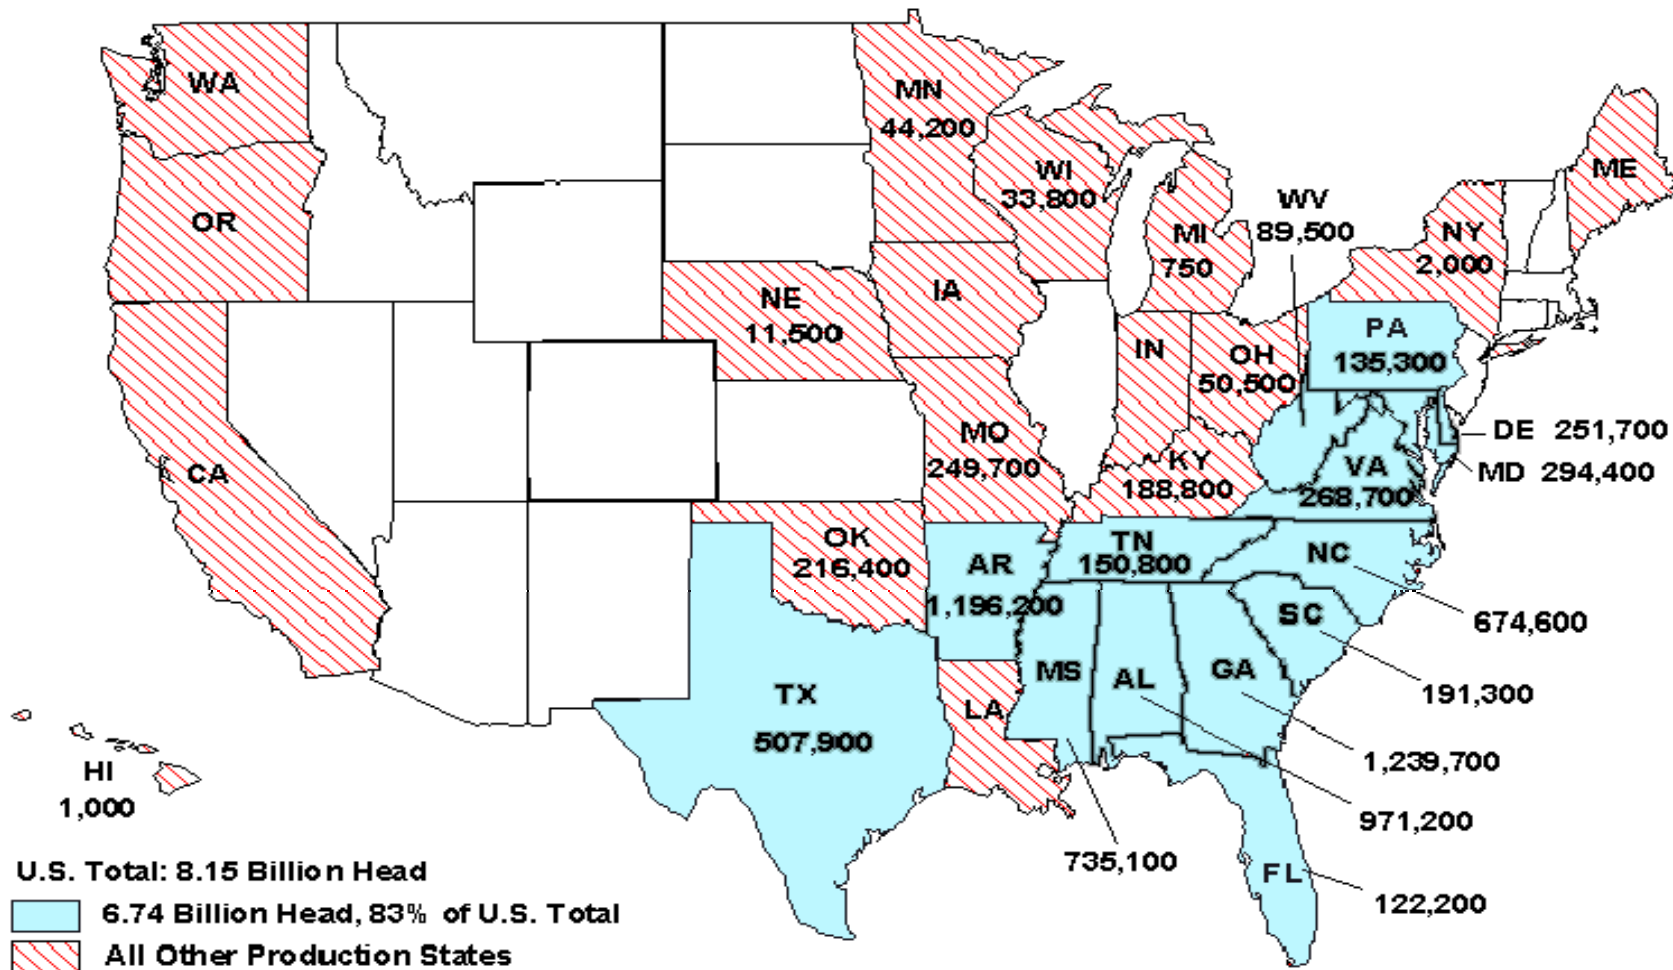 WA
OR
CA
HI
1,000
NE
11,500
MN
44,200
WI
33,800
IA
MO
249,700
OK
216,400
TX
507,900
AR
1,196,200
LA
MI
750
IN
OH
50,500
KY
188,800
TN
150,800
MS
735,100
AL
971,200
GA
1,239,700
FL
122,200
SC
191,300
NC
674,600
VA
268,700
WV
89,500
PA
135,300
NY
2,000
ME
DE 251,700
MD 294,400
U.S. Total: 8.15 Billion Head
6.74 Billion Head, 83% of U.S. Total
All Other Production States